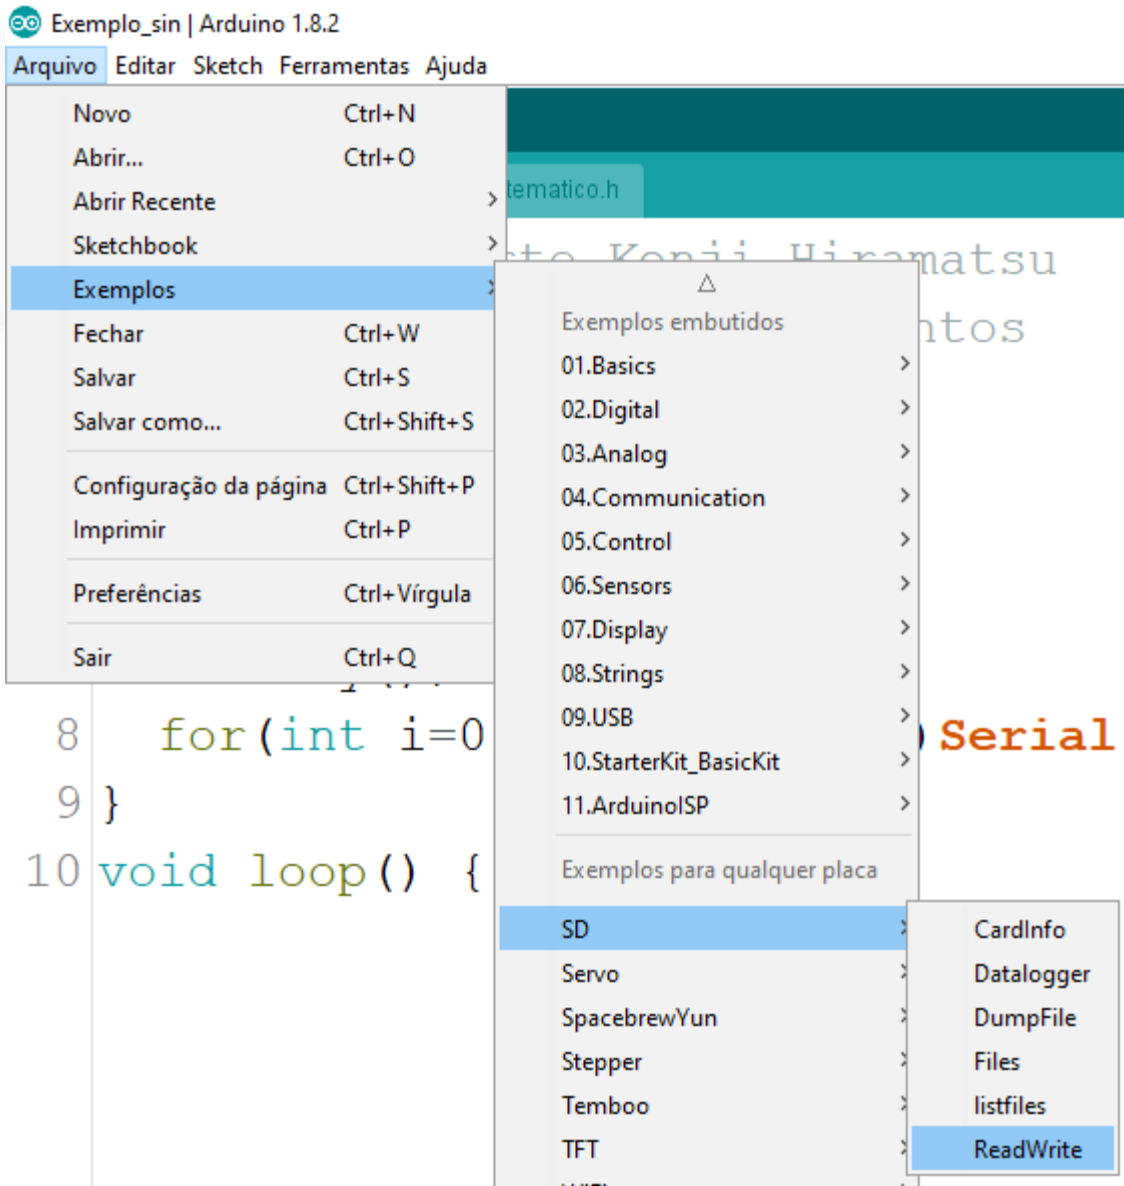 Exemplo_sin | Arduino 1.8.2
Arquivo Editar Sketch Ferramentas Ajuda
Novo Ctrl+N
Abrir... Ctrl+O
Abrir Recente
Sketchbook
Exemplos
Fechar Ctrl+W
Salvar Ctrl+S
Salvar como... Ctrl+Shift+S
Configuração da página Ctrl+Shift+P
Imprimir Ctrl+P
Preferências Ctrl+Vírgula
Sair Ctrl+Q
tematico.h
Kenji Hiramatsu
ntos
Exemplos embutidos
01.Basics
02.Digital
03.Analog
04.Communication
05.Control
06.Sensors
07.Display
08.Strings
09.USB
10.StarterKit_BasicKit
11.ArduinoISP
Exemplos para qualquer placa
SD
Servo
SpacebrewYun
Stepper
Temboo
TFT
CardInfo
Datalogger
DumpFile
Files
listfiles
ReadWrite
8 for(int i=0 )Serial
9 }
10 void loop() {